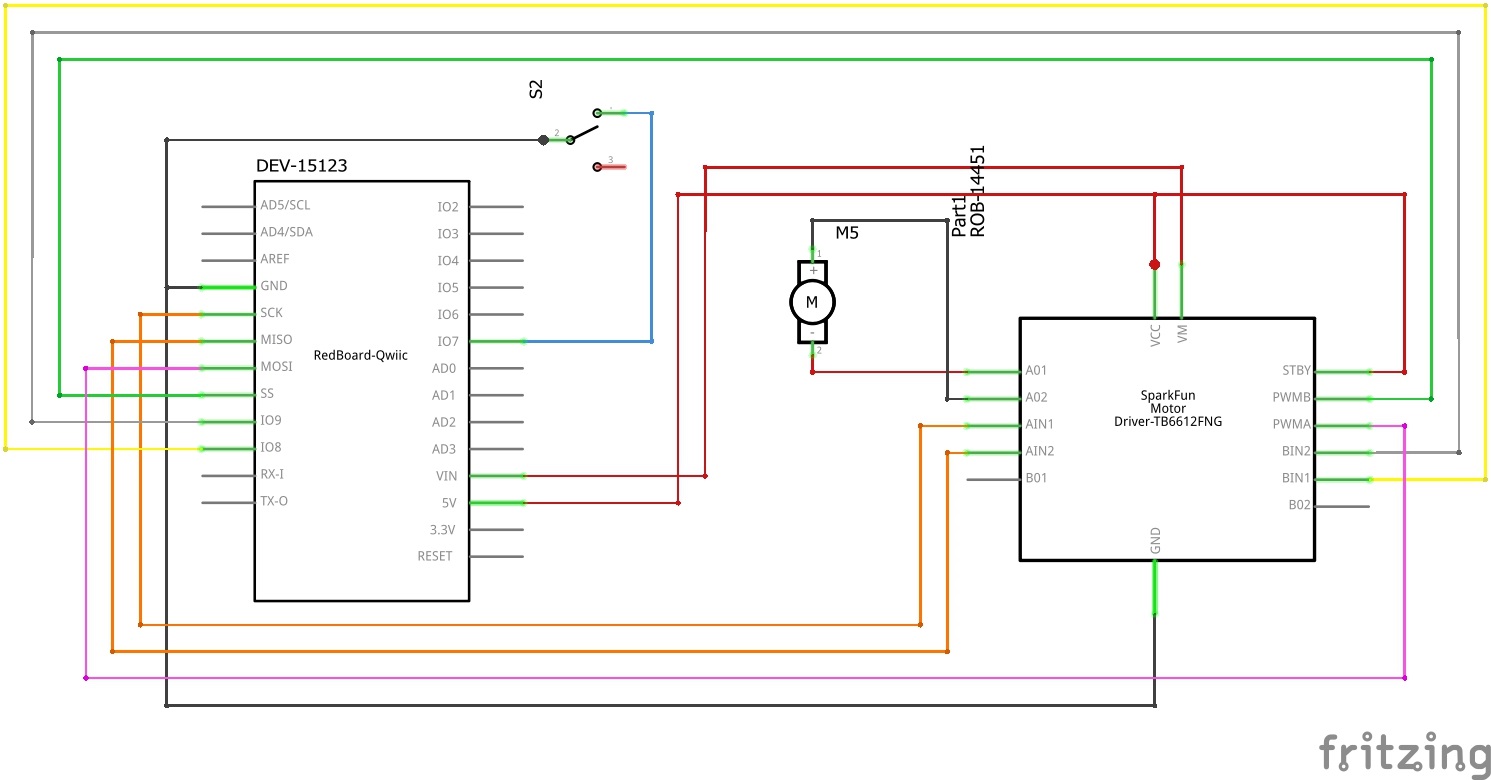 S2
1
2
3
DEV-15123
AD5/SCL
AD4/SDA
AREF
GND
SCK
MISO
MOSI
SS
IO9
IO8
RX-I
TX-O
RedBoard-Qwiic
IO2
IO3
IO4
IO5
IO6
IO7
AD0
AD1
AD2
AD3
VIN
5V
3.3V
RESET
M5
1
+
M
-
2
Part1
ROB-14451
VCC
VM
A01
A02
AIN1
AIN2
B01
SparkFun
Motor
Driver-TB6612FNG
STBY
PWMB
PWMA
BIN2
BIN1
B02
GND
fritzing